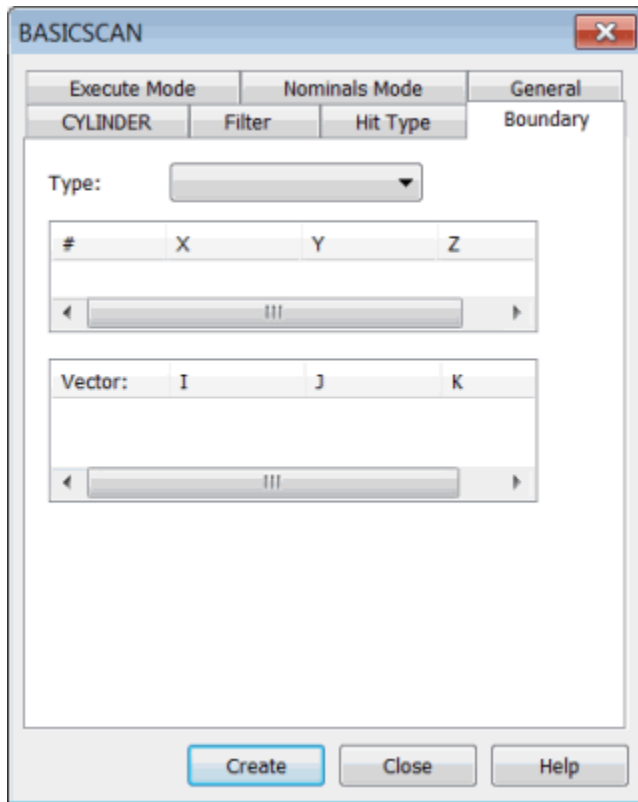 BASICSCAN
Execute Mode Nominals Mode General
CYLINDER Filter Hit Type Boundary
Type:
# X Y Z
Vector: I J K
Create Close Help